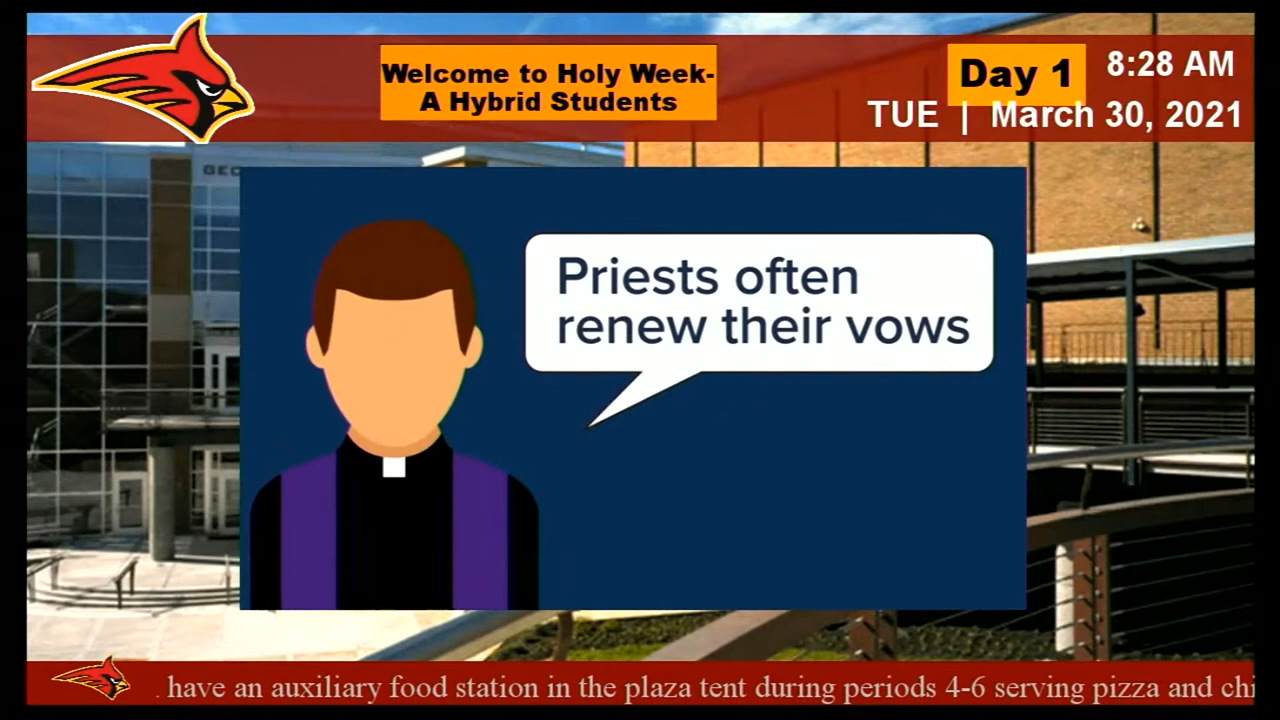 Welcome to Holy Week-
A Hybrid Students
Day 1
8:28 AM
TUE | March 30, 2021
Priests often
renew their vows
. have an auxiliary food station in the plaza tent during periods 4-6 serving pizza and